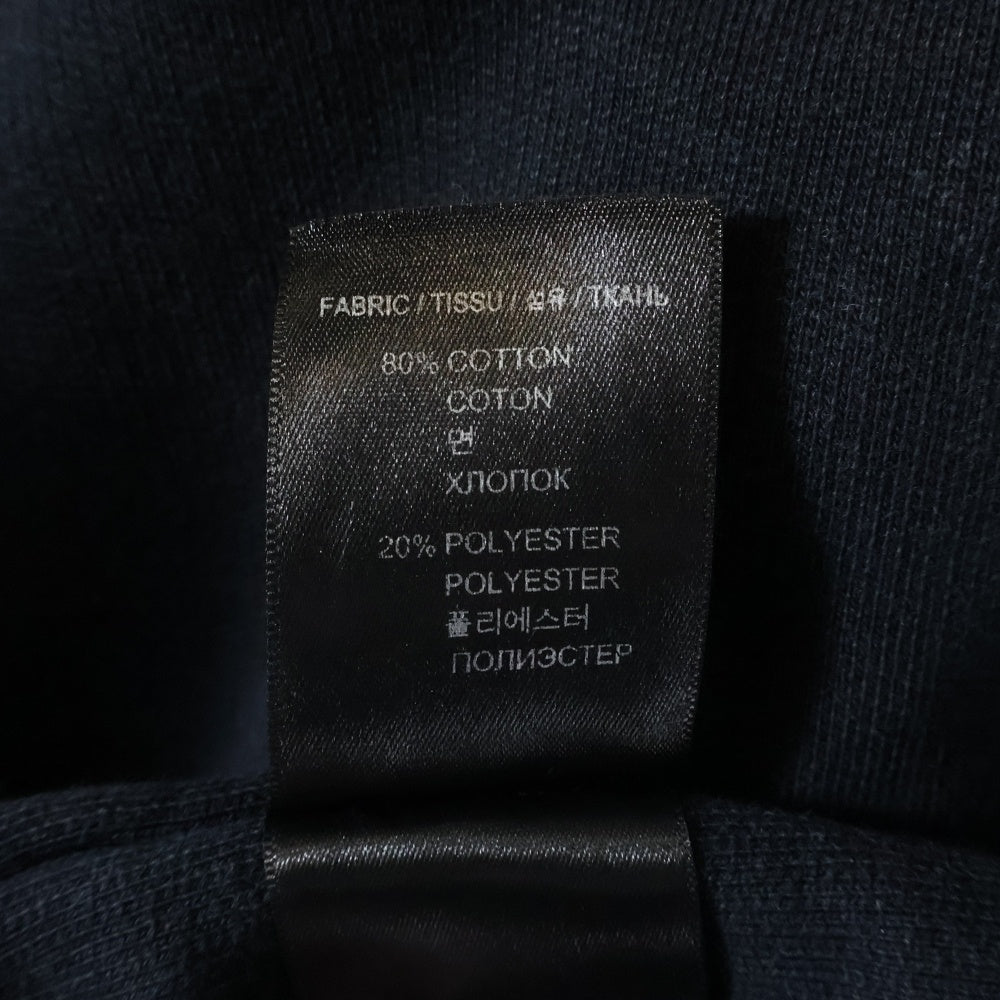 FABRIC / TISSU / 섬유 / ТКАНЬ
80% COTTON
COTON
면
ХЛОПОК
20% POLYESTER
POLYESTER
폴리에스터
ПОЛИЭСТЕР